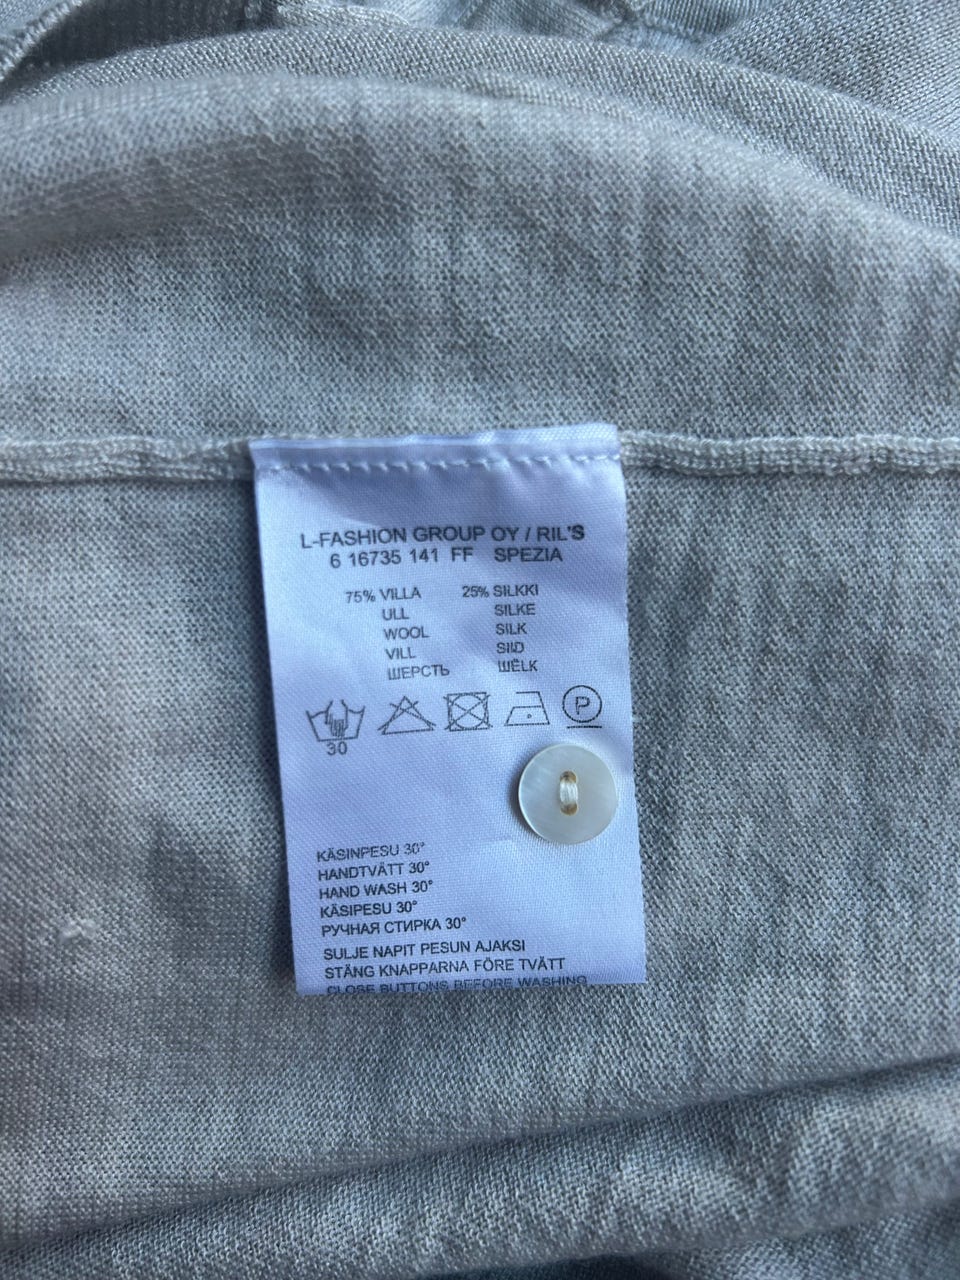 L-FASHION GROUP OY / RIL'S
6 16735 141 FF SPEZIA
75% VILLA 25% SILKKI
ULL SILKE
WOOL SILK
VILL SIID
ШЕРСТЬ ШЁLK
30
P
KÄSINPESU 30°
HANDTVÄTT 30°
HAND WASH 30°
KÄSIPESU 30°
РУЧНАЯ СТИРКА 30°
SULJE NAPIT PESUN AJAKSI
STÄNG KNAPPARNA FÖRE TVÄTT
CLOSE BUTTONS BEFORE WASHING